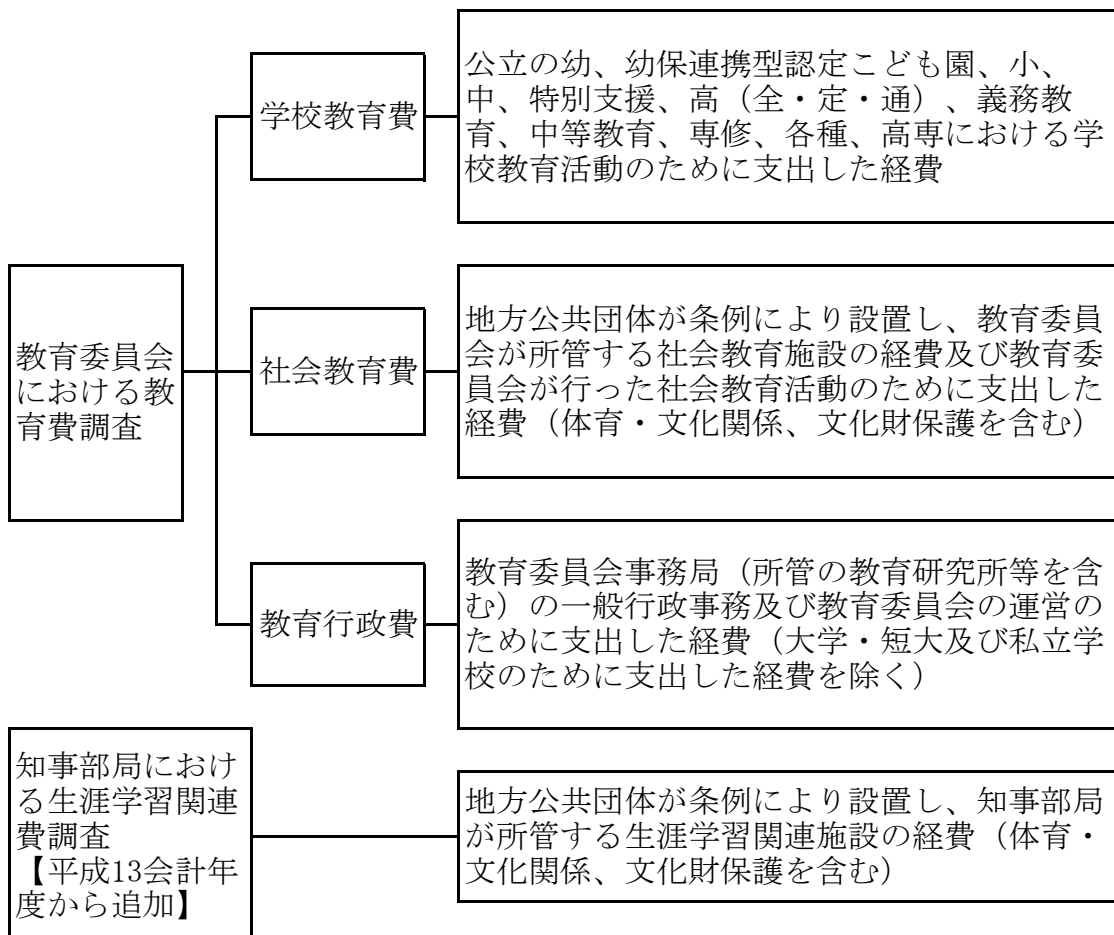 学校教育費
公立の幼、幼保連携型認定こども園、小、
中、特別支援、高（全・定・通）、義務教
育、中等教育、専修、各種、高専における学
校教育活動のために支出した経費
教育委員会
における教
育費調査
社会教育費
地方公共団体が条例により設置し、教育委員
会が所管する社会教育施設の経費及び教育委
員会が行った社会教育活動のために支出した
経費（体育・文化関係、文化財保護を含む）
教育行政費
教育委員会事務局（所管の教育研究所等を含
む）の一般行政事務及び教育委員会の運営の
ために支出した経費（大学・短大及び私立学
校のために支出した経費を除く）
知事部局におけ
る生涯学習関連
費調査
【平成13会計年
度から追加】
地方公共団体が条例により設置し、知事部局
が所管する生涯学習関連施設の経費（体育・
文化関係、文化財保護を含む）